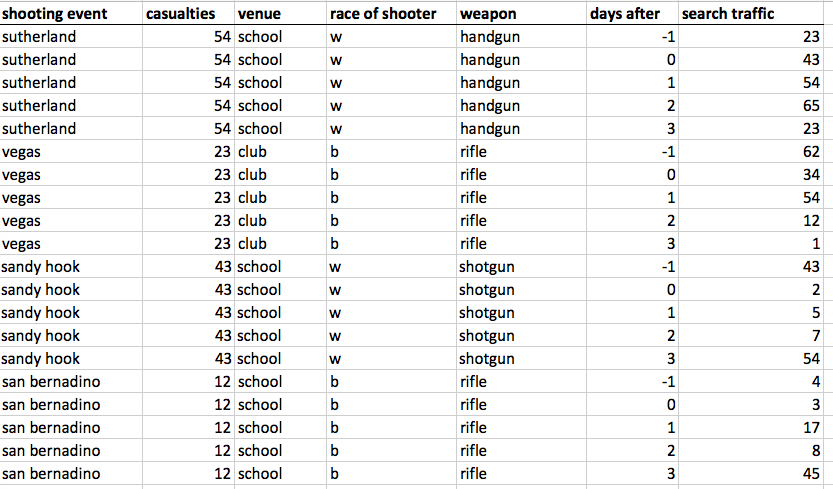 shooting event casualties venue race of shooter weapon days after search traffic
sutherland 54 school w handgun -1 23
sutherland 54 school w handgun 0 43
sutherland 54 school w handgun 1 54
sutherland 54 school w handgun 2 65
sutherland 54 school w handgun 3 23
vegas 23 club b rifle -1 62
vegas 23 club b rifle 0 34
vegas 23 club b rifle 1 54
vegas 23 club b rifle 2 12
vegas 23 club b rifle 3 1
sandy hook 43 school w shotgun -1 43
sandy hook 43 school w shotgun 0 2
sandy hook 43 school w shotgun 1 5
sandy hook 43 school w shotgun 2 7
sandy hook 43 school w shotgun 3 54
san bernadino 12 school b rifle -1 4
san bernadino 12 school b rifle 0 3
san bernadino 12 school b rifle 1 17
san bernadino 12 school b rifle 2 8
san bernadino 12 school b rifle 3 45